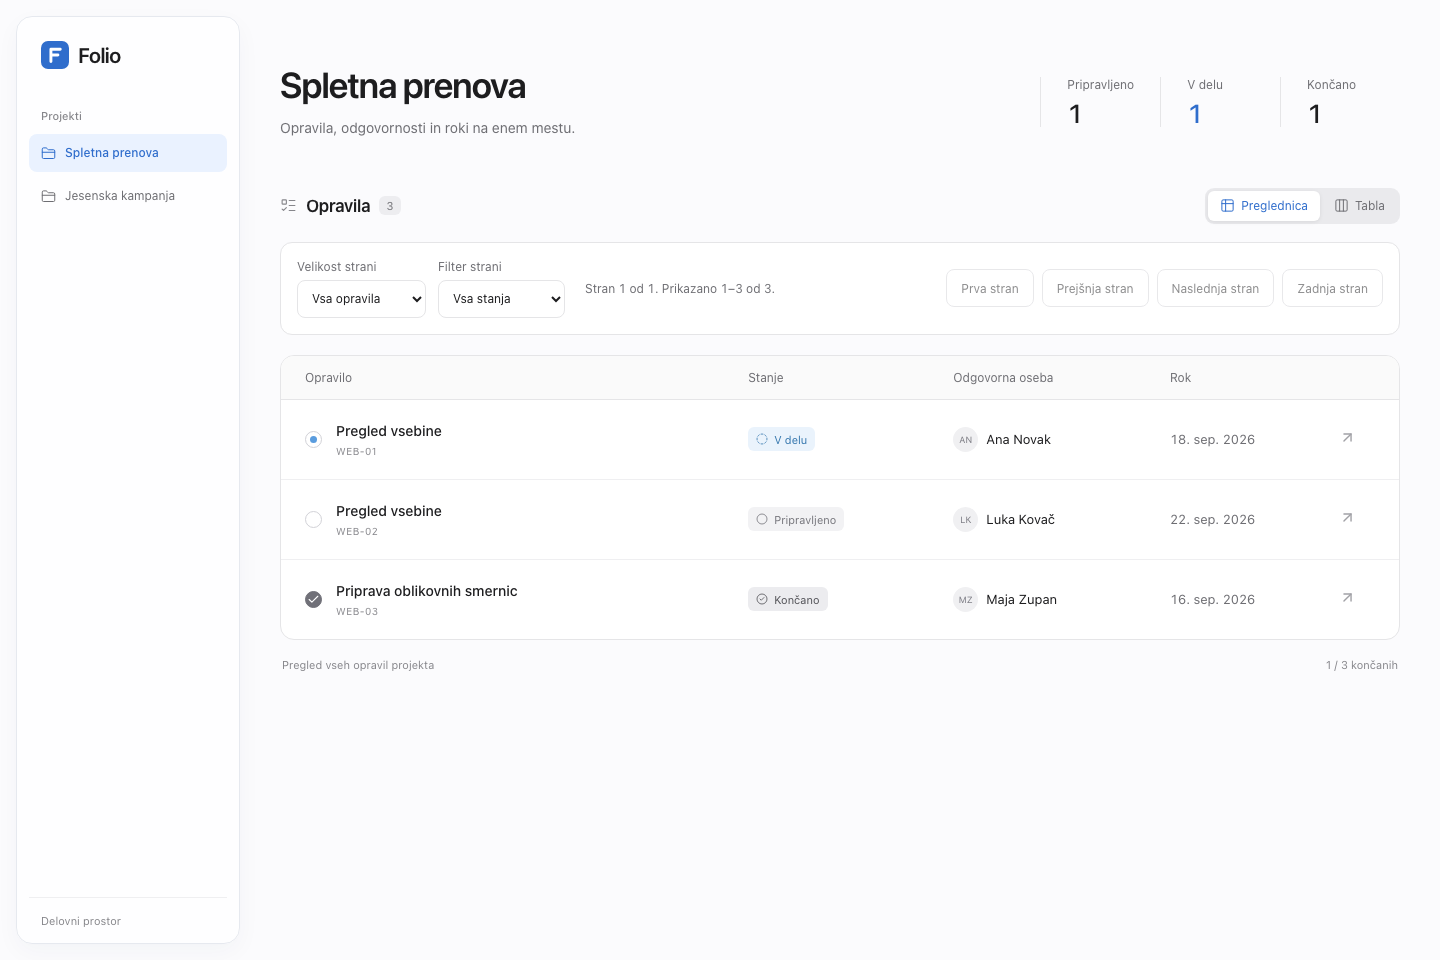 Folio
Projekti
Spletna prenova
Jesenska kampanja
Delovni prostor
Spletna prenova
Opravila, odgovornosti in roki na enem mestu.
Pripravljeno
1
V delu
1
Končano
1
Opravila 3
Preglednica
Tabla
Velikost strani
Vsa opravila
Filter strani
Vsa stanja
Stran 1 od 1. Prikazano 1–3 od 3.
Prva stran
Prejšnja stran
Naslednja stran
Zadnja stran
Opravilo Stanje Odgovorna oseba Rok
Pregled vsebine
WEB-01
V delu
AN Ana Novak
18. sep. 2026
Pregled vsebine
WEB-02
Pripravljeno
LK Luka Kovač
22. sep. 2026
Priprava oblikovnih smernic
WEB-03
Končano
MZ Maja Zupan
16. sep. 2026
Pregled vseh opravil projekta
1 / 3 končanih